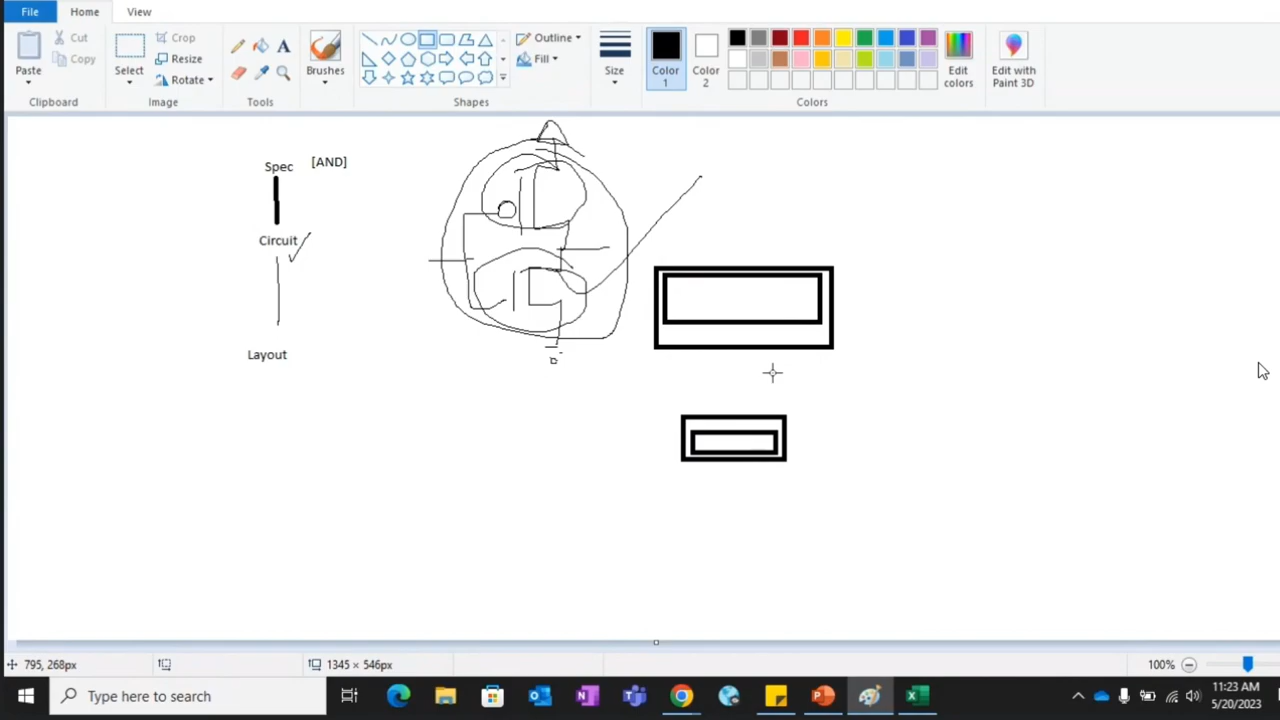 File Home View
Cut
Crop
Copy
Resize
Paste
Select
Rotate
Brushes
Outline
Fill
Size
Color
1
Color
2
Edit
colors
Edit with
Paint 3D
Clipboard Image Tools Shapes Colors
Spec [AND]
Circuit
Layout
795, 268px
1345 × 546px
100%
Type here to search
11:23 AM
5/20/2023